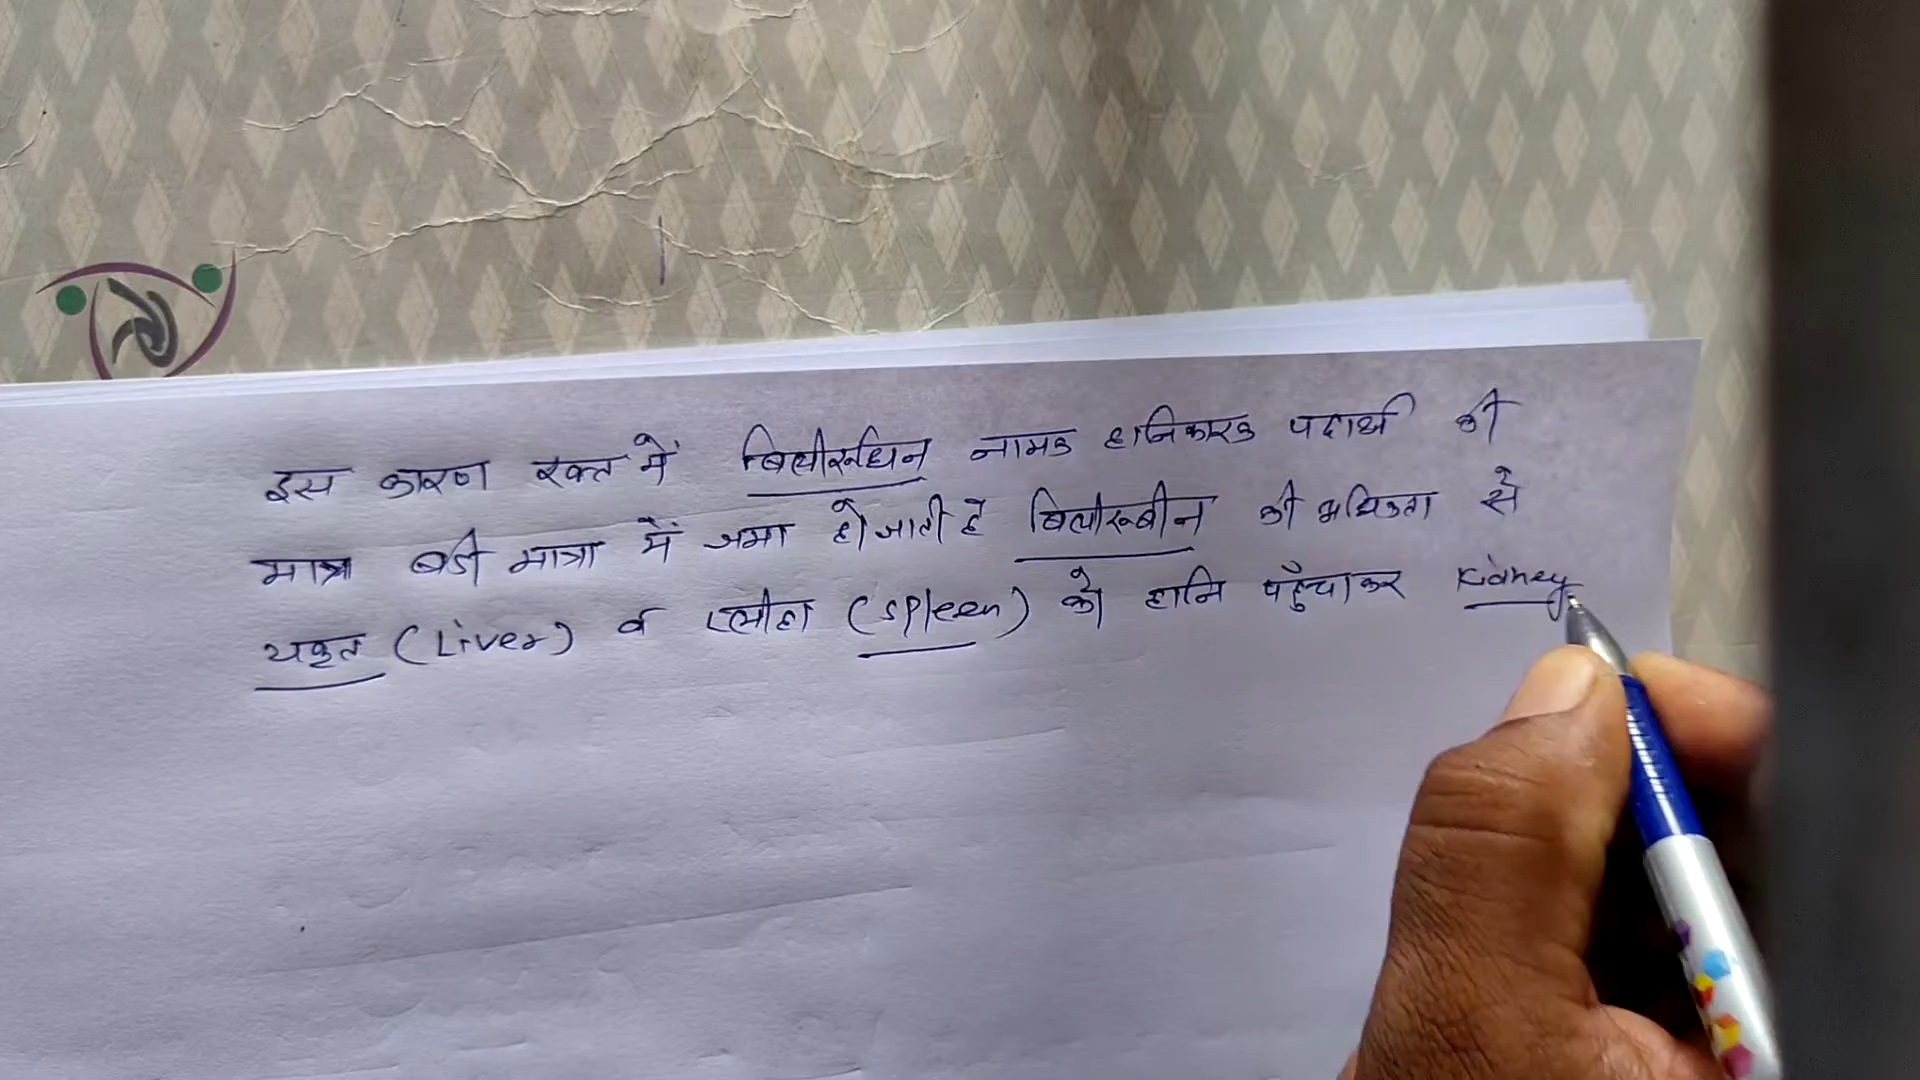 इस कारण रक्त में बिलीरुधिन नामक हानिकारक पदार्थ की
मात्रा बडी मात्रा में जमा हो जाती है बिलीरूबीन की अधिकता से
यकृत (Liver) व प्लीहा (Spleen) को हानि पहुँचाकर Kidney